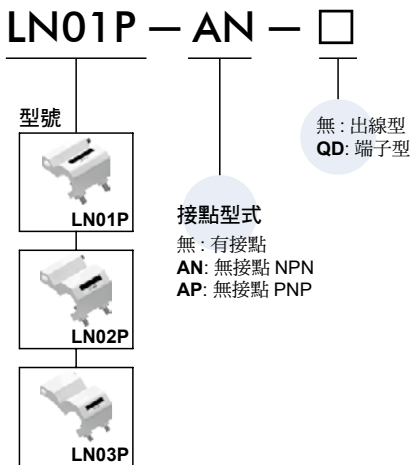 LN01P — AN — □
型號
LN01P
LN02P
LN03P
接點型式
無 : 有接點
AN: 無接點 NPN
AP: 無接點 PNP
無 : 出線型
QD: 端子型